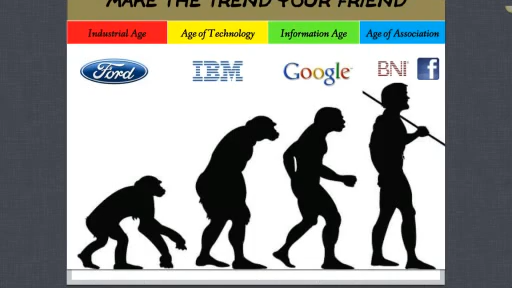 MAKE THE TREND YOUR FRIEND
Industrial Age
Age of Technology
Information Age
Age of Association
Ford
IBM
Google
BNI
f